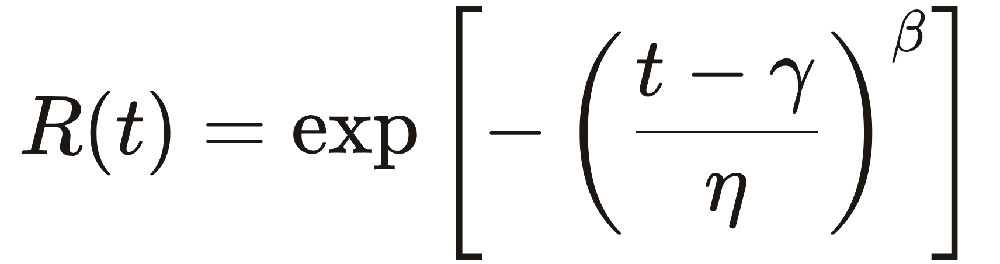 R(t) = exp [ − ( (t − γ) / η )^β ]